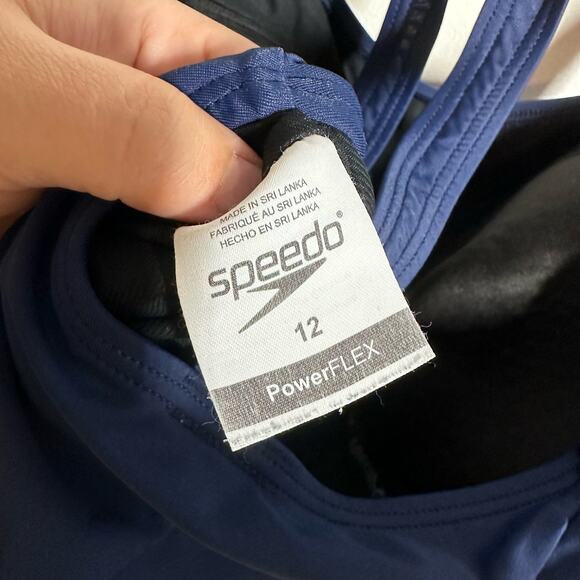 MADE IN SRI LANKA
FABRIQUÉ AU SRI LANKA
HECHO EN SRI LANKA
speedo®
12
PowerFLEX